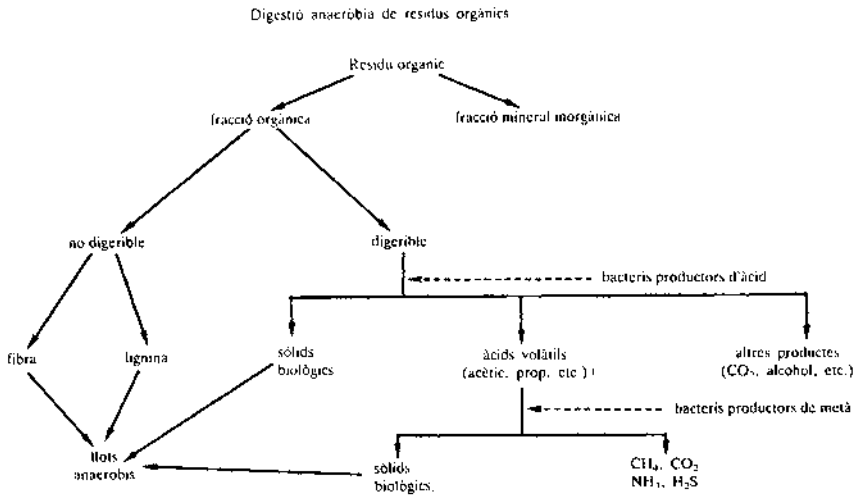 Digestió anaeròbia de residus orgànics
Residu organic
fracció orgànica
fracció mineral inorgànica
no digerible
digerible
bacteris productors d'àcid
fibra
lignina
sòlids
biològics
àcids volàtils
(acètic, prop. etc.)
altres productes
(CO₂, alcohol, etc.)
bacteris productors de metà
llots
anaerobis
sòlids
biològics.
CH₄, CO₂
NH₃, H₂S